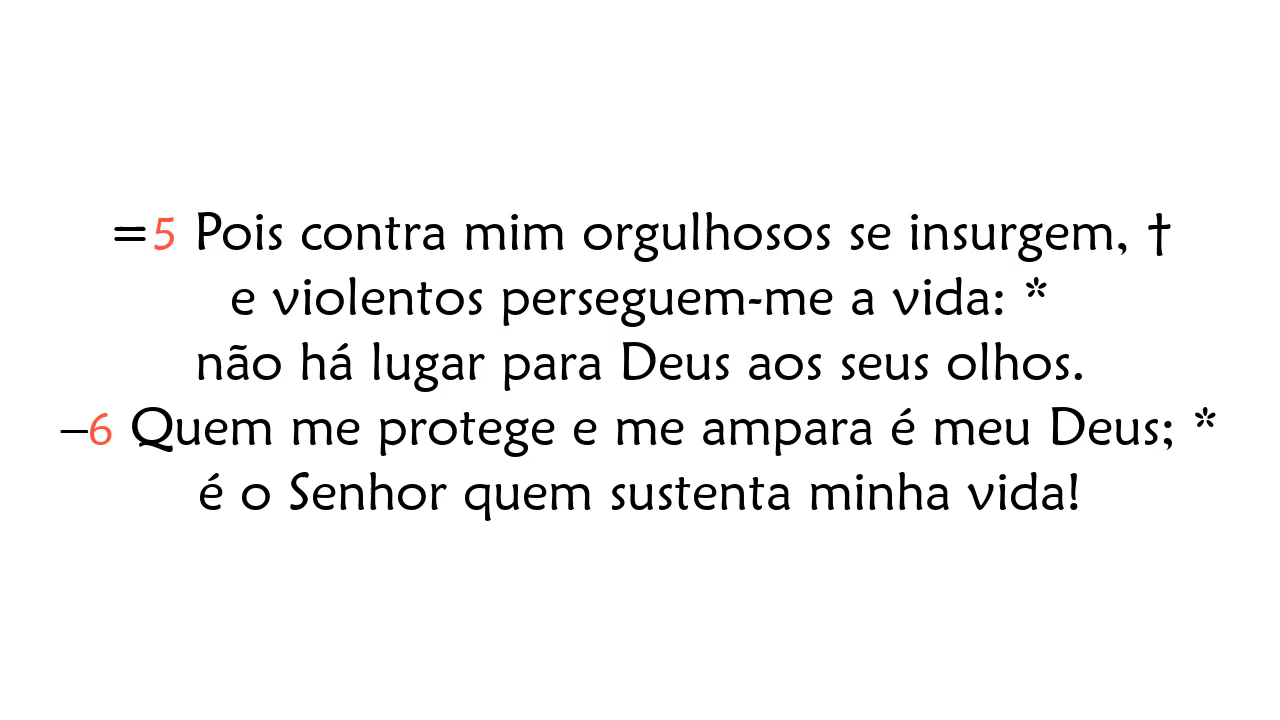 =5 Pois contra mim orgulhosos se insurgem, †
e violentos perseguem-me a vida: *
não há lugar para Deus aos seus olhos.
–6 Quem me protege e me ampara é meu Deus; *
é o Senhor quem sustenta minha vida!